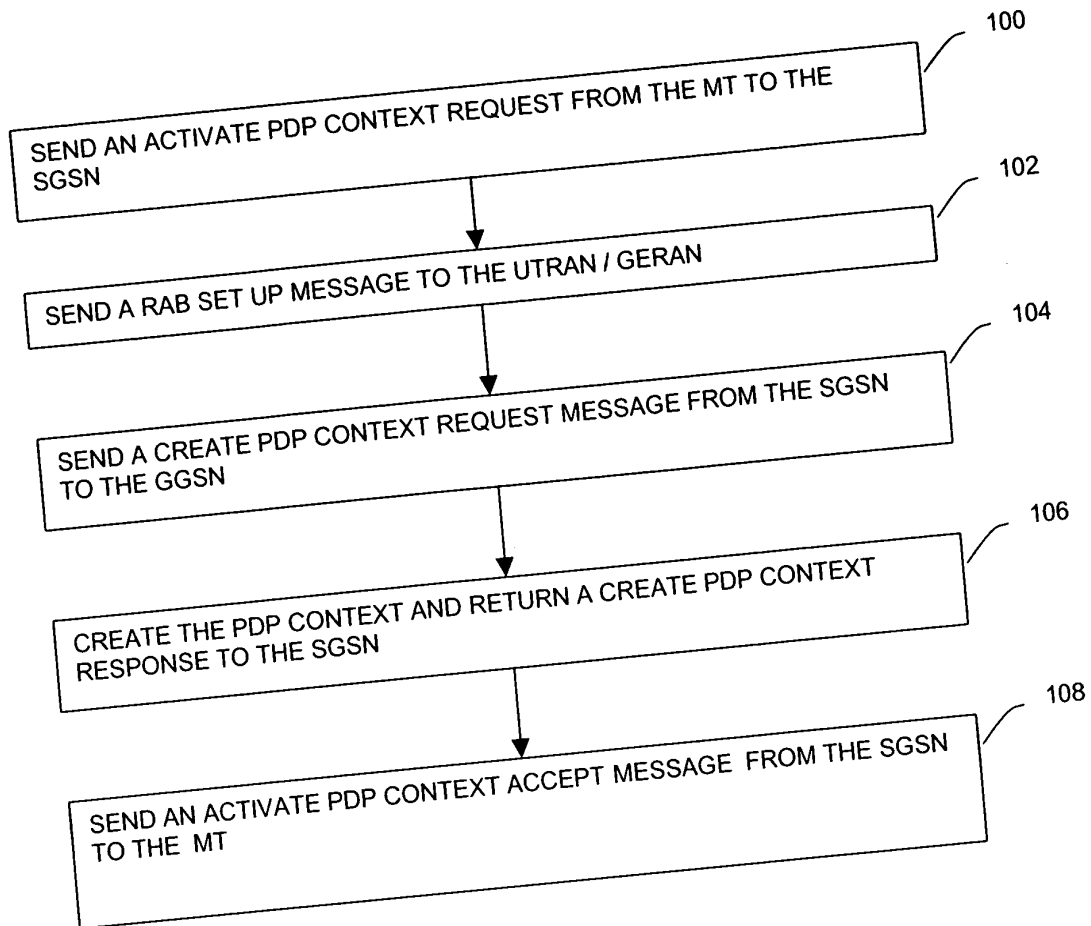 100
SEND AN ACTIVATE PDP CONTEXT REQUEST FROM THE MT TO THE
SGSN
102
SEND A RAB SET UP MESSAGE TO THE UTRAN / GERAN
104
SEND A CREATE PDP CONTEXT REQUEST MESSAGE FROM THE SGSN
TO THE GGSN
106
CREATE THE PDP CONTEXT AND RETURN A CREATE PDP CONTEXT
RESPONSE TO THE SGSN
108
SEND AN ACTIVATE PDP CONTEXT ACCEPT MESSAGE FROM THE SGSN
TO THE MT